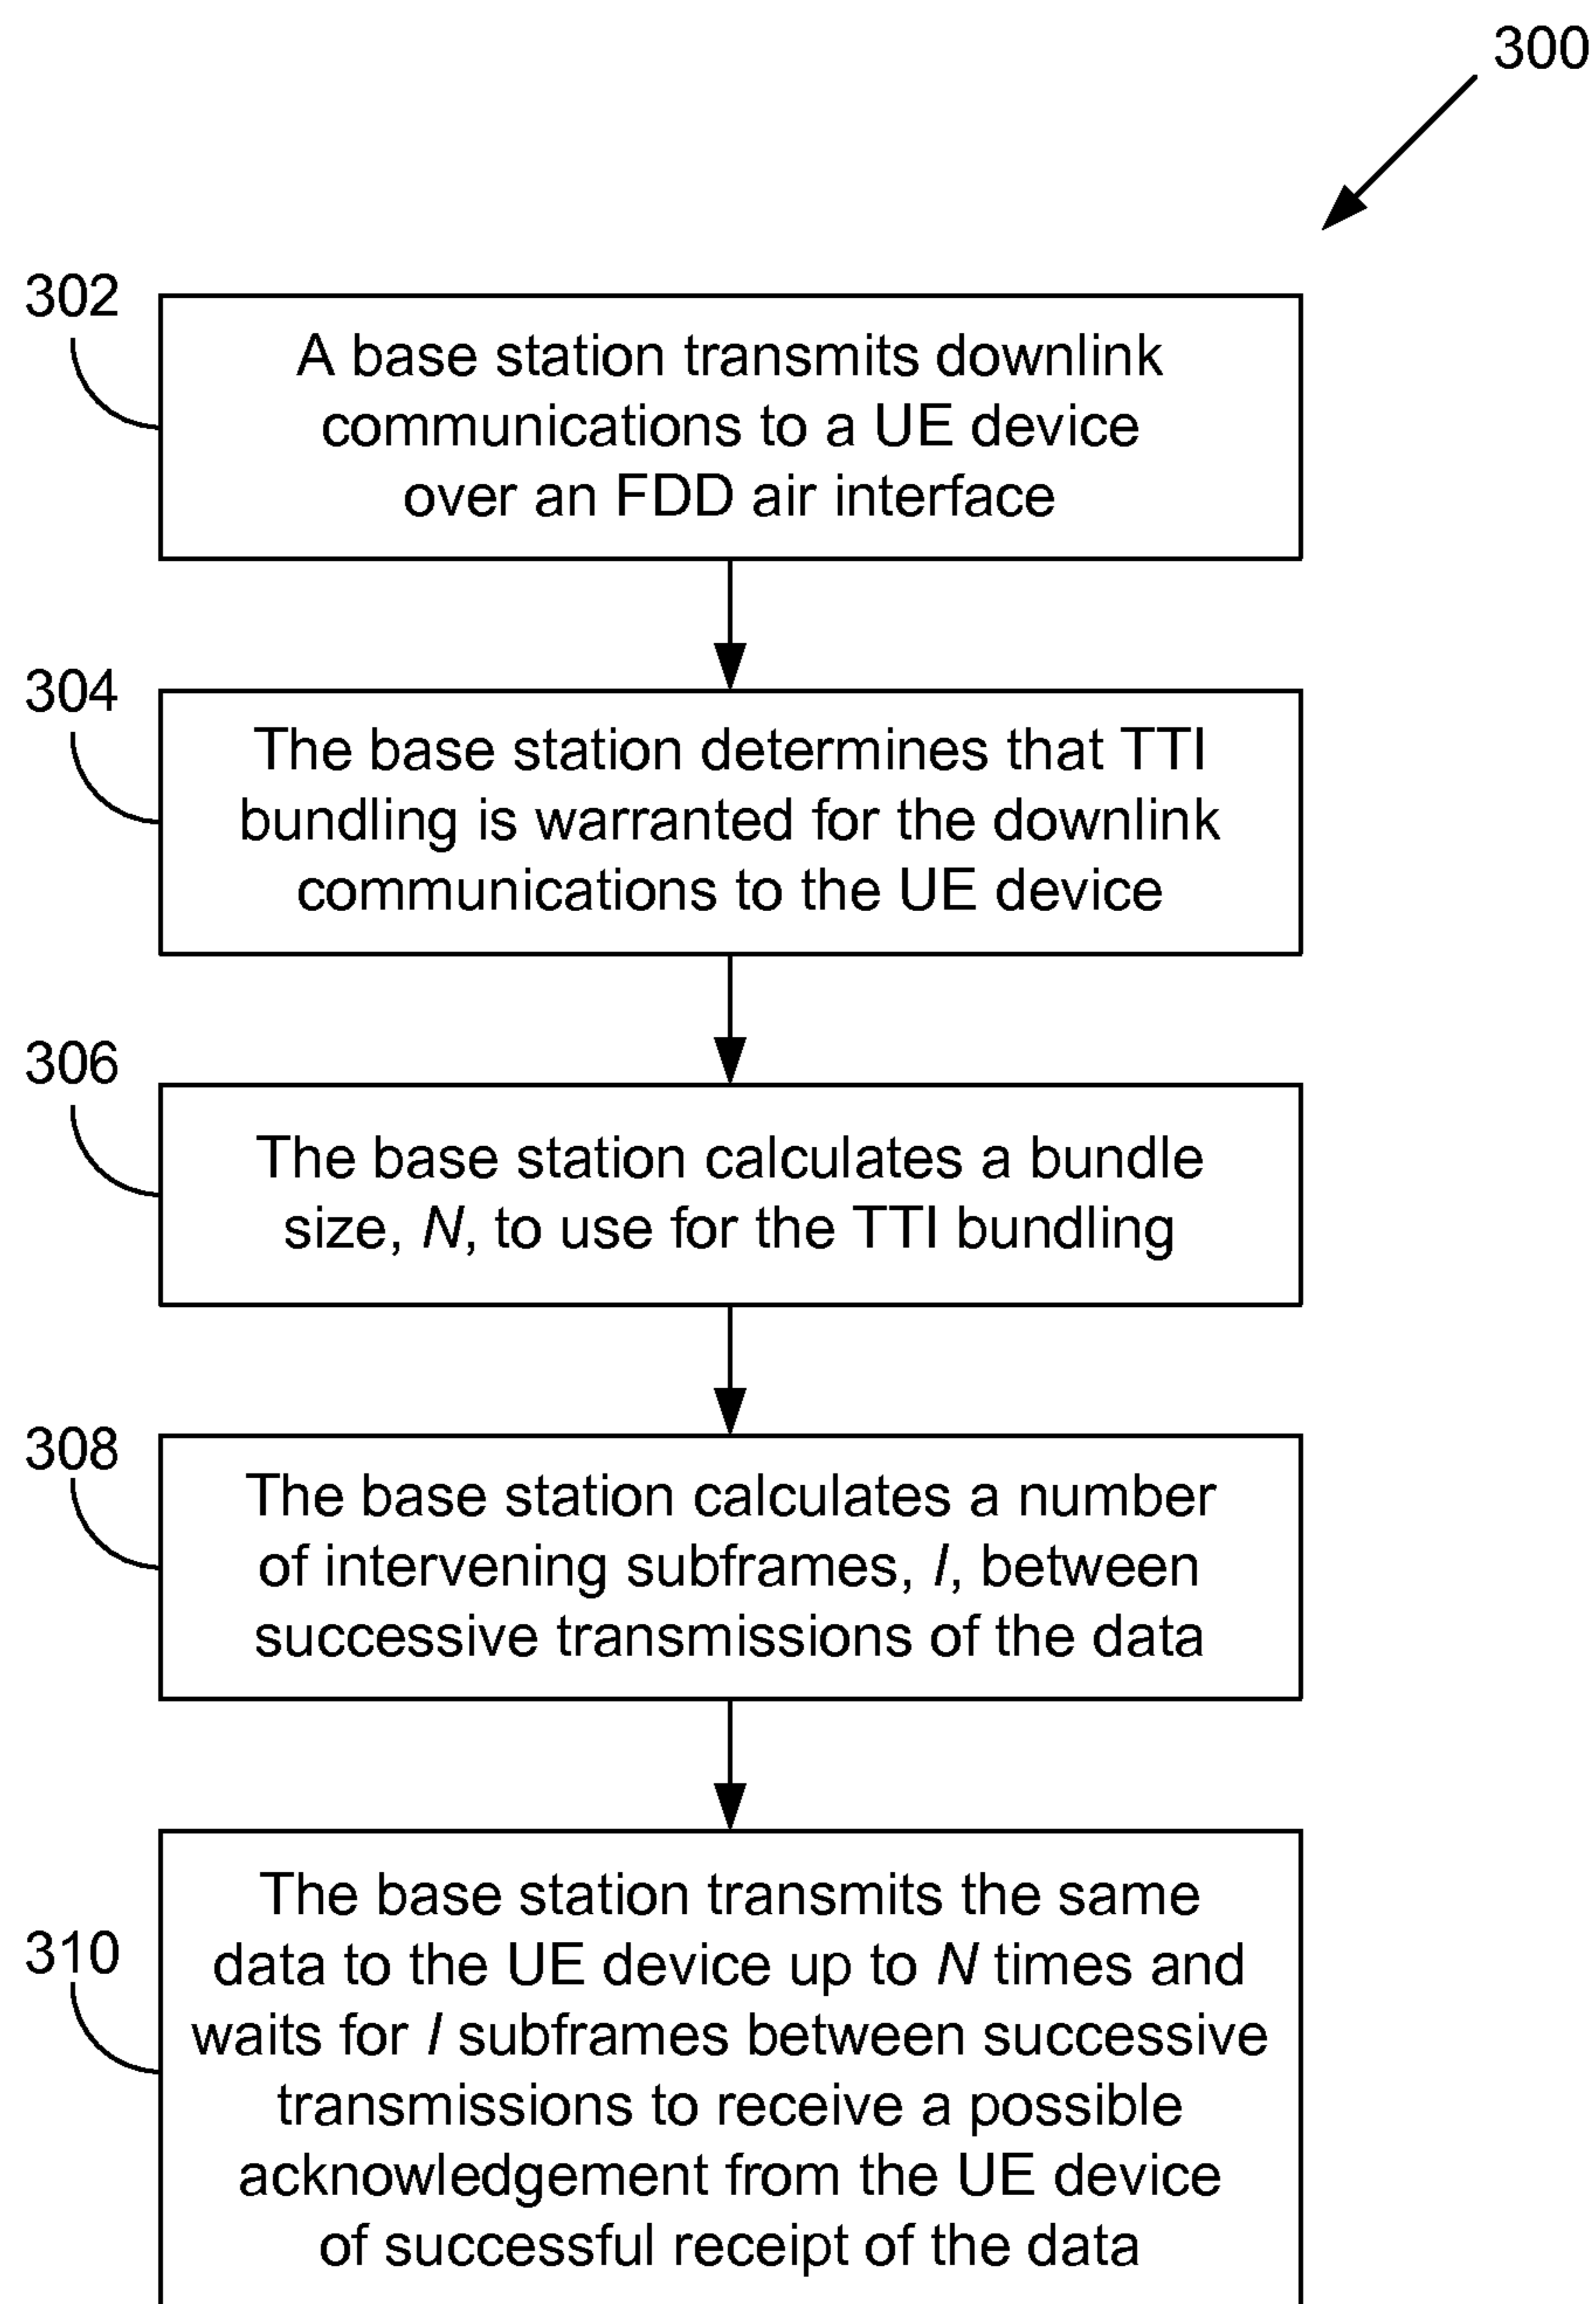 300
302
A base station transmits downlink
communications to a UE device
over an FDD air interface
304
The base station determines that TTI
bundling is warranted for the downlink
communications to the UE device
306
The base station calculates a bundle
size, N, to use for the TTI bundling
308
The base station calculates a number
of intervening subframes, I, between
successive transmissions of the data
310
The base station transmits the same
data to the UE device up to N times and
waits for I subframes between successive
transmissions to receive a possible
acknowledgement from the UE device
of successful receipt of the data